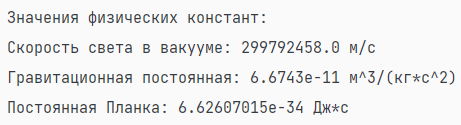 Значения физических констант:
Скорость света в вакууме: 299792458.0 м/с
Гравитационная постоянная: 6.6743e-11 м^3/(кг*с^2)
Постоянная Планка: 6.62607015e-34 Дж*с